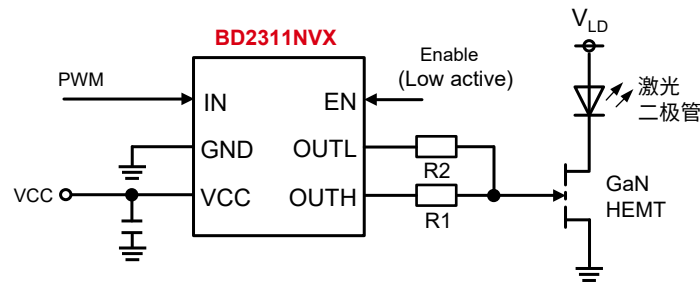 BD2311NVX
V_LD
PWM
Enable
(Low active)
激光
二极管
IN
EN
GND
OUTL
R2
VCC
VCC
OUTH
R1
GaN
HEMT